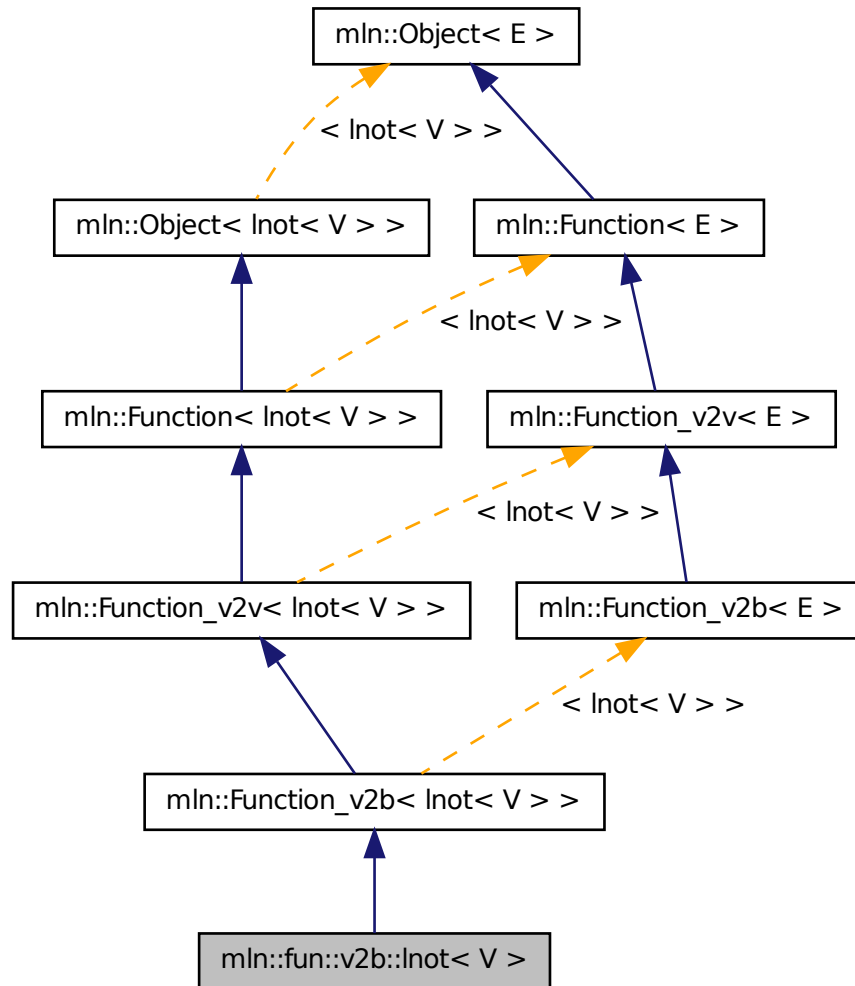 mln::Object< E >
< lnot< V > >
mln::Object< lnot< V > >
mln::Function< E >
< lnot< V > >
mln::Function< lnot< V > >
mln::Function_v2v< E >
< lnot< V > >
mln::Function_v2v< lnot< V > >
mln::Function_v2b< E >
< lnot< V > >
mln::Function_v2b< lnot< V > >
mln::fun::v2b::lnot< V >